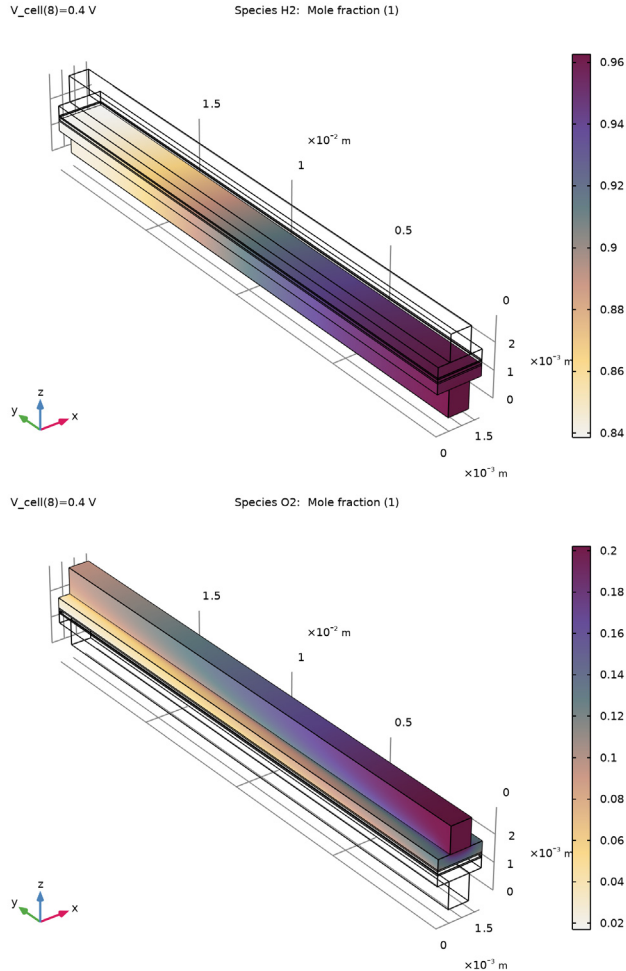 V_cell(8)=0.4 V Species H2: Mole fraction (1)
0.96
1.5
×10⁻² m
0.94
1
0.92
0.5
0.9
0
0.88
2
×10⁻³ m
1
0.86
0
z
y
x
1.5
0.84
0
×10⁻³ m
V_cell(8)=0.4 V Species O2: Mole fraction (1)
0.2
1.5
×10⁻² m
0.18
1
0.16
0.14
0.5
0.12
0
0.1
2
0.08
×10⁻³ m
1
0.06
0
z
0.04
y
x
1.5
0.02
0
×10⁻³ m